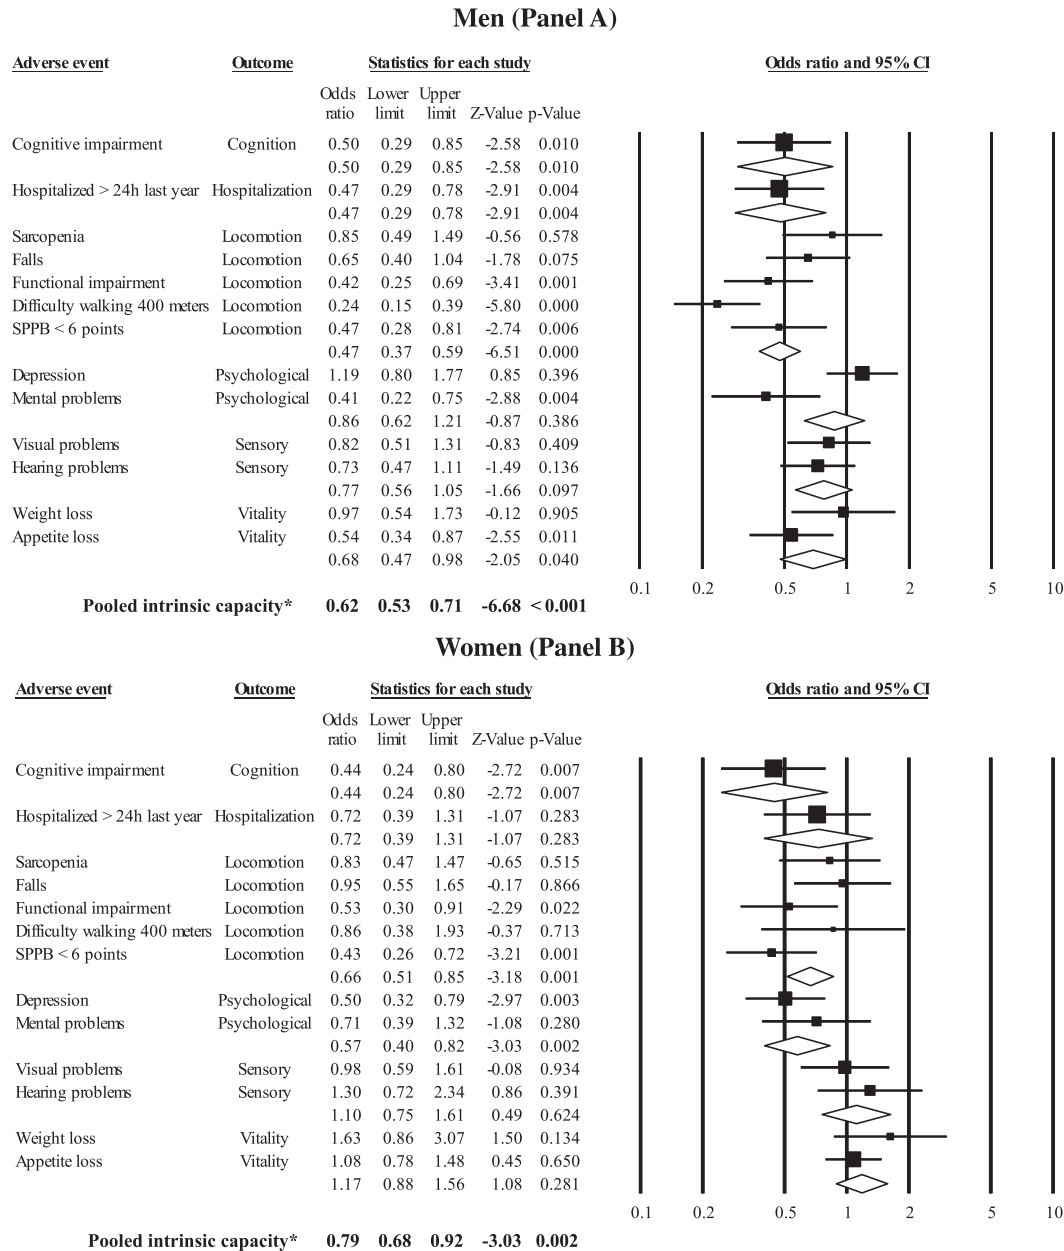 Men (Panel A)
Adverse event Outcome Statistics for each study Odds ratio and 95% CI
Odds Lower Upper
ratio limit limit Z-Value p-Value
Cognitive impairment Cognition 0.50 0.29 0.85 -2.58 0.010
0.50 0.29 0.85 -2.58 0.010
Hospitalized > 24h last year Hospitalization 0.47 0.29 0.78 -2.91 0.004
0.47 0.29 0.78 -2.91 0.004
Sarcopenia Locomotion 0.85 0.49 1.49 -0.56 0.578
Falls Locomotion 0.65 0.40 1.04 -1.78 0.075
Functional impairment Locomotion 0.42 0.25 0.69 -3.41 0.001
Difficulty walking 400 meters Locomotion 0.24 0.15 0.39 -5.80 0.000
SPPB < 6 points Locomotion 0.47 0.28 0.81 -2.74 0.006
0.47 0.37 0.59 -6.51 0.000
Depression Psychological 1.19 0.80 1.77 0.85 0.396
Mental problems Psychological 0.41 0.22 0.75 -2.88 0.004
0.86 0.62 1.21 -0.87 0.386
Visual problems Sensory 0.82 0.51 1.31 -0.83 0.409
Hearing problems Sensory 0.73 0.47 1.11 -1.49 0.136
0.77 0.56 1.05 -1.66 0.097
Weight loss Vitality 0.97 0.54 1.73 -0.12 0.905
Appetite loss Vitality 0.54 0.34 0.87 -2.55 0.011
0.68 0.47 0.98 -2.05 0.040
0.1 0.2 0.5 1 2 5 10
Pooled intrinsic capacity* 0.62 0.53 0.71 -6.68 <0.001
Women (Panel B)
Adverse event Outcome Statistics for each study Odds ratio and 95% CI
Odds Lower Upper
ratio limit limit Z-Value p-Value
Cognitive impairment Cognition 0.44 0.24 0.80 -2.72 0.007
0.44 0.24 0.80 -2.72 0.007
Hospitalized > 24h last year Hospitalization 0.72 0.39 1.31 -1.07 0.283
0.72 0.39 1.31 -1.07 0.283
Sarcopenia Locomotion 0.83 0.47 1.47 -0.65 0.515
Falls Locomotion 0.95 0.55 1.65 -0.17 0.866
Functional impairment Locomotion 0.53 0.30 0.91 -2.29 0.022
Difficulty walking 400 meters Locomotion 0.86 0.38 1.93 -0.37 0.713
SPPB < 6 points Locomotion 0.43 0.26 0.72 -3.21 0.001
0.66 0.51 0.85 -3.18 0.001
Depression Psychological 0.50 0.32 0.79 -2.97 0.003
Mental problems Psychological 0.71 0.39 1.32 -1.08 0.280
0.57 0.40 0.82 -3.03 0.002
Visual problems Sensory 0.98 0.59 1.61 -0.08 0.934
Hearing problems Sensory 1.30 0.72 2.34 0.86 0.391
1.10 0.75 1.61 0.49 0.624
Weight loss Vitality 1.63 0.86 3.07 1.50 0.134
Appetite loss Vitality 1.08 0.78 1.48 0.45 0.650
1.17 0.88 1.56 1.08 0.281
0.1 0.2 0.5 1 2 5 10
Pooled intrinsic capacity* 0.79 0.68 0.92 -3.03 0.002